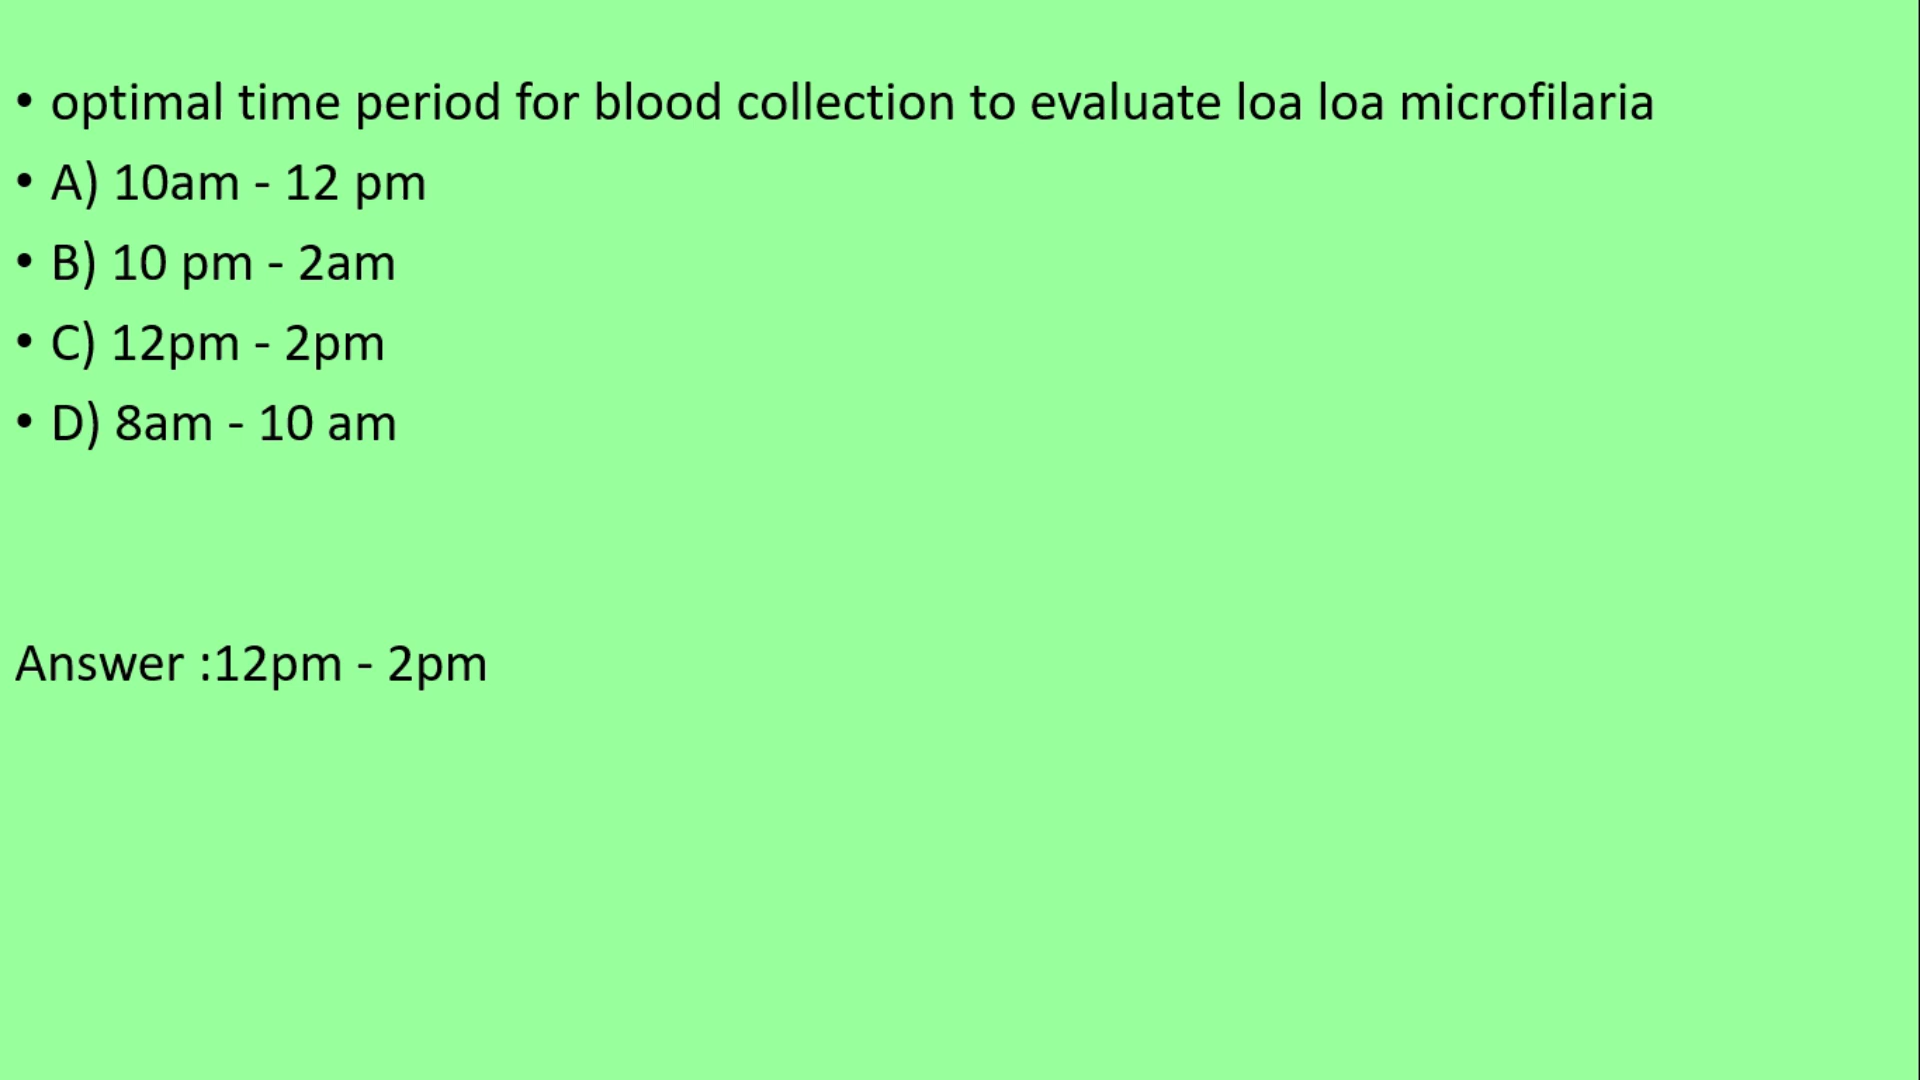 • optimal time period for blood collection to evaluate loa loa microfilaria
• A) 10am - 12 pm
• B) 10 pm - 2am
• C) 12pm - 2pm
• D) 8am - 10 am
Answer :12pm - 2pm